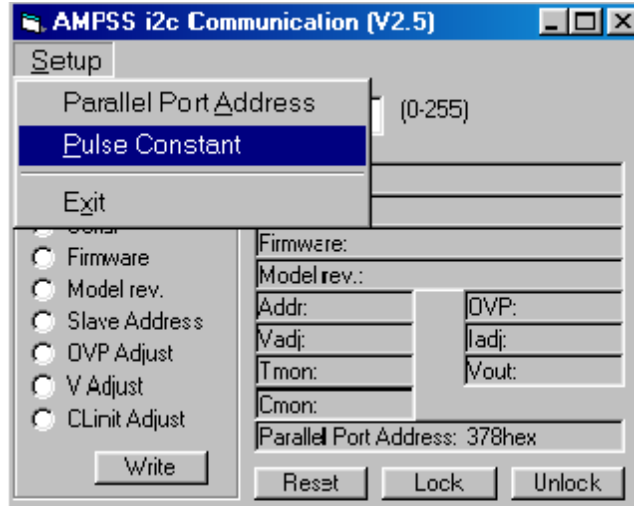 AMPSS i2c Communication (V2.5)
Setup
Parallel Port Address
(0-255)
Pulse Constant
Exit
Firmware
Model rev.
Slave Address
OVP Adjust
V Adjust
CLinit Adjust
Write
Firmware:
Model rev.:
Addr:
OVP:
Vadj:
Iadj:
Tmon:
Vout:
Cmon:
Parallel Port Address: 378hex
Reset
Lock
Unlock